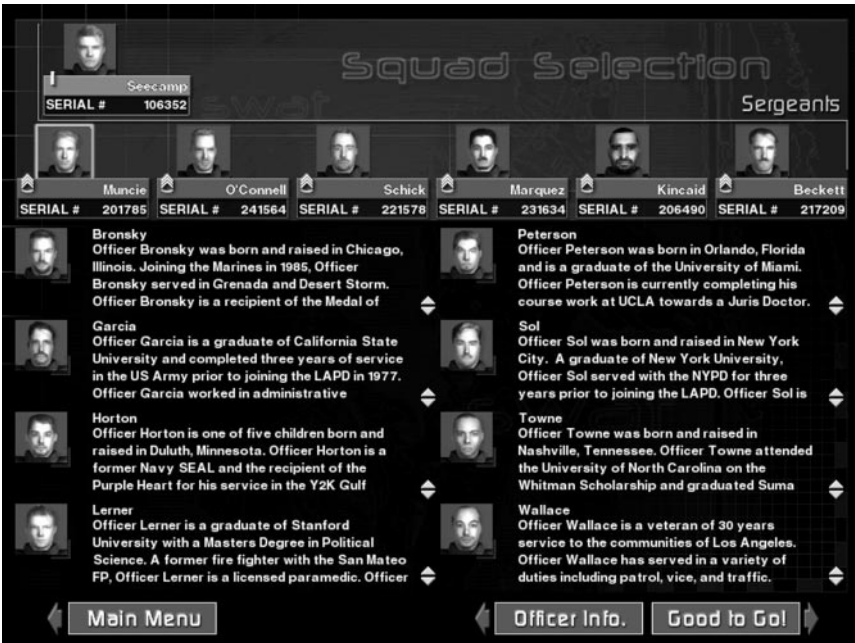 Squad Selection
Seecamp
SERIAL # 106352
swat
Sergeants
Muncie
SERIAL # 201785
O'Connell
SERIAL # 241564
Schick
SERIAL # 221578
Marquez
SERIAL # 231634
Kincaid
SERIAL # 206490
Beckett
SERIAL # 217209
Bronsky
Officer Bronsky was born and raised in Chicago,
Illinois. Joining the Marines in 1985, Officer
Bronsky served in Grenada and Desert Storm.
Officer Bronsky is a recipient of the Medal of
Garcia
Officer Garcia is a graduate of California State
University and completed three years of service
in the US Army prior to joining the LAPD in 1977.
Officer Garcia worked in administrative
Horton
Officer Horton is one of five children born and
raised in Duluth, Minnesota. Officer Horton is a
former Navy SEAL and the recipient of the
Purple Heart for his service in the Y2K Gulf
Lerner
Officer Lerner is a graduate of Stanford
University with a Masters Degree in Political
Science. A former fire fighter with the San Mateo
FP, Officer Lerner is a licensed paramedic. Officer
Peterson
Officer Peterson was born in Orlando, Florida
and is a graduate of the University of Miami.
Officer Peterson is currently completing his
course work at UCLA towards a Juris Doctor.
Sol
Officer Sol was born and raised in New York
City. A graduate of New York University,
Officer Sol served with the NYPD for three
years prior to joining the LAPD. Officer Sol is
Towne
Officer Towne was born and raised in
Nashville, Tennessee. Officer Towne attended
the University of North Carolina on the
Whitman Scholarship and graduated Suma
Wallace
Officer Wallace is a veteran of 30 years
service to the communities of Los Angeles.
Officer Wallace has served in a variety of
duties including patrol, vice, and traffic.
Main Menu
Officer Info.
Good to Go!